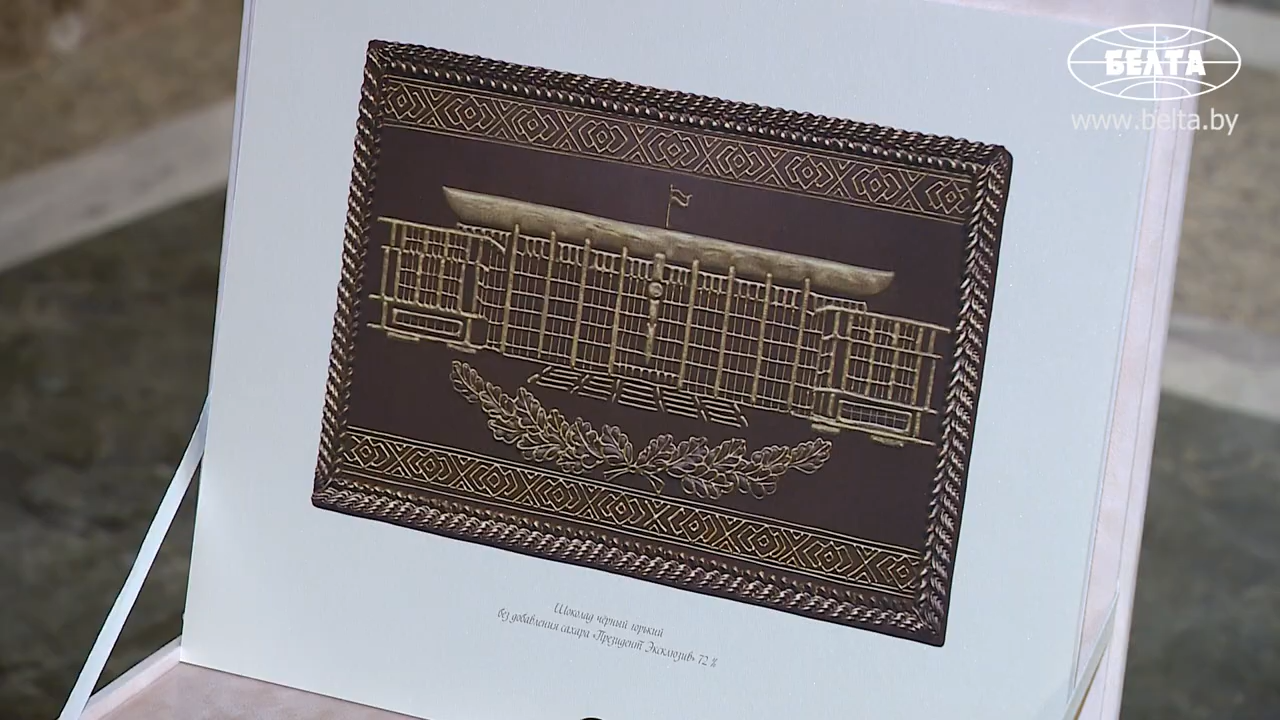 БЕЛТА
www.belta.by
Шоколад чёрный горький
без добавления сахара «Президент Эксклюзив» 72 %